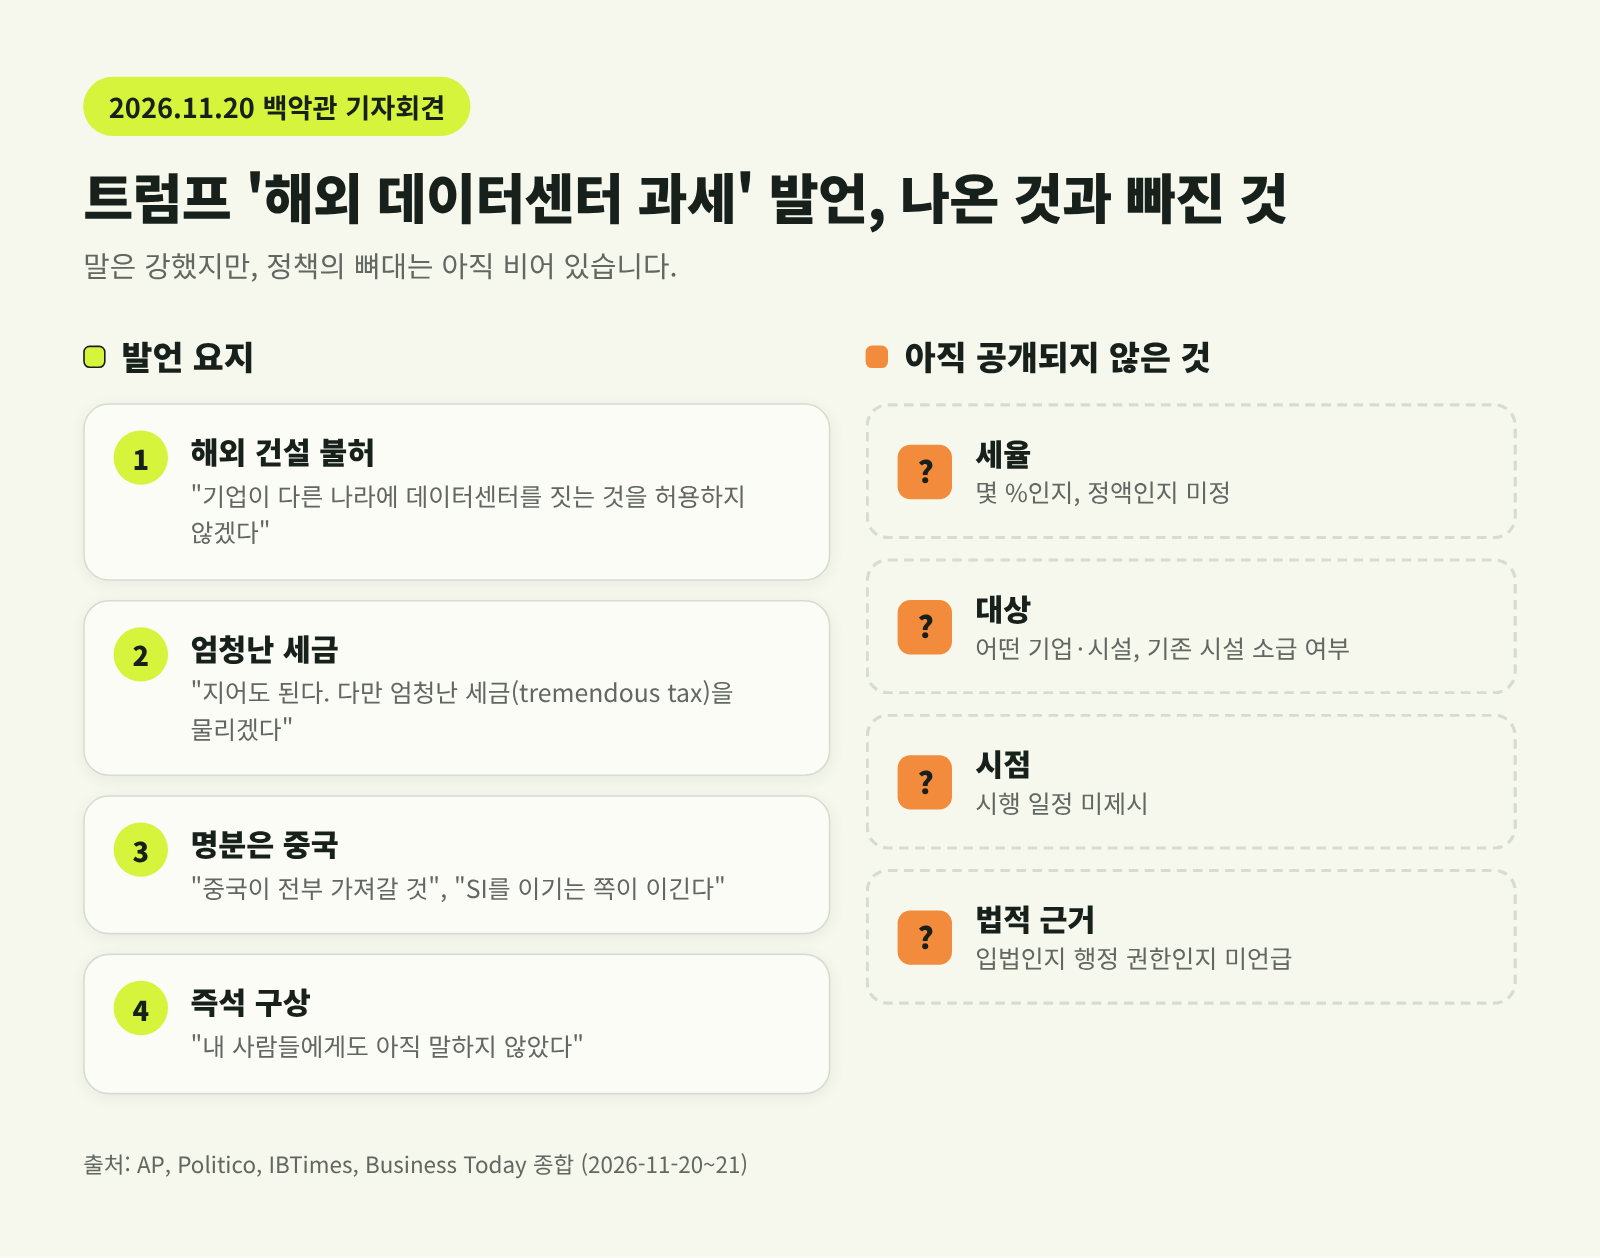 2026.11.20 백악관 기자회견
트럼프 '해외 데이터센터 과세' 발언, 나온 것과 빠진 것
말은 강했지만, 정책의 뼈대는 아직 비어 있습니다.
발언 요지
1
해외 건설 불허
"기업이 다른 나라에 데이터센터를 짓는 것을 허용하지
않겠다"
2
엄청난 세금
"지어도 된다. 다만 엄청난 세금(tremendous tax)을
물리겠다"
3
명분은 중국
"중국이 전부 가져갈 것", "SI를 이기는 쪽이 이긴다"
4
즉석 구상
"내 사람들에게도 아직 말하지 않았다"
아직 공개되지 않은 것
?
세율
몇 %인지, 정액인지 미정
?
대상
어떤 기업·시설, 기존 시설 소급 여부
?
시점
시행 일정 미제시
?
법적 근거
입법인지 행정 권한인지 미언급
출처: AP, Politico, IBTimes, Business Today 종합 (2026-11-20~21)